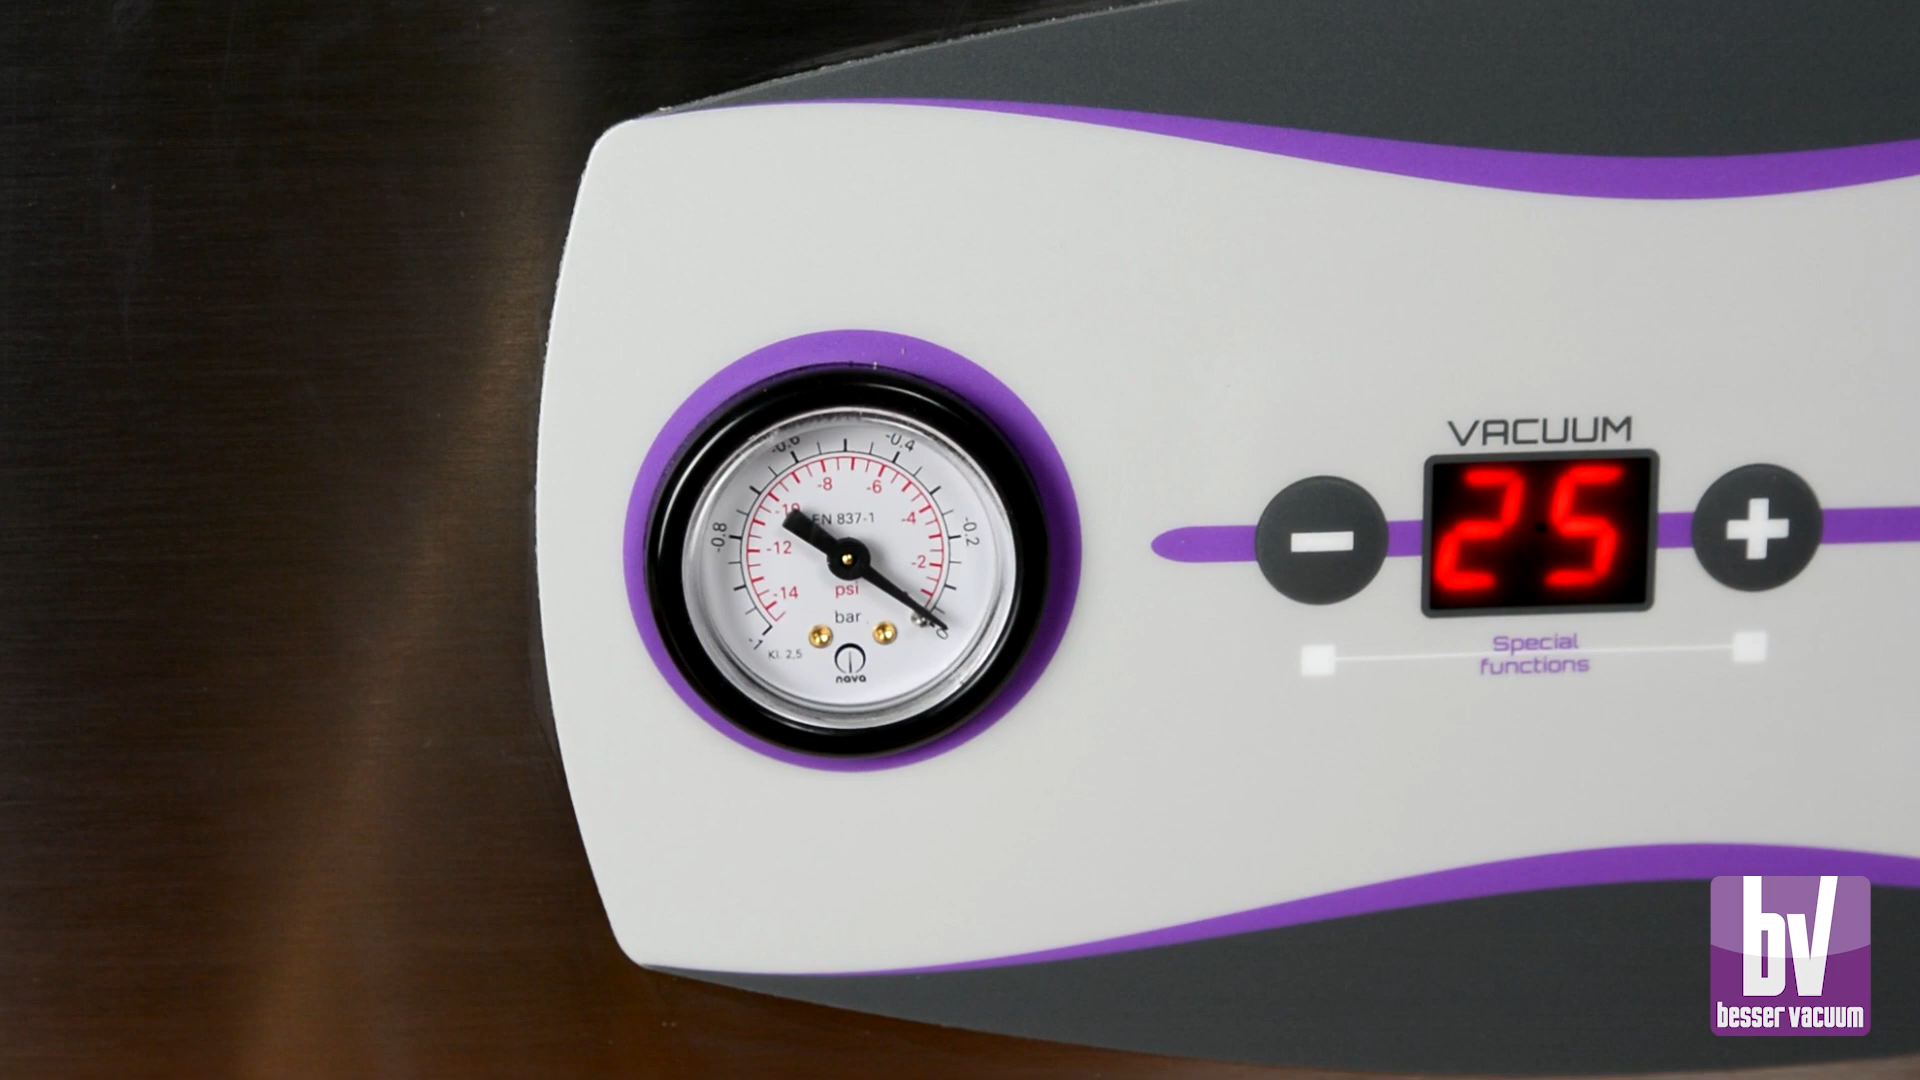 VACUUM
25
Special
functions
-0.6
-0.4
-8
-6
-10
EN 837-1
-4
-0.8
-0.2
-12
-2
-14
psi
bar
0
-1
Kl. 2,5
nava
bv
besser vacuum